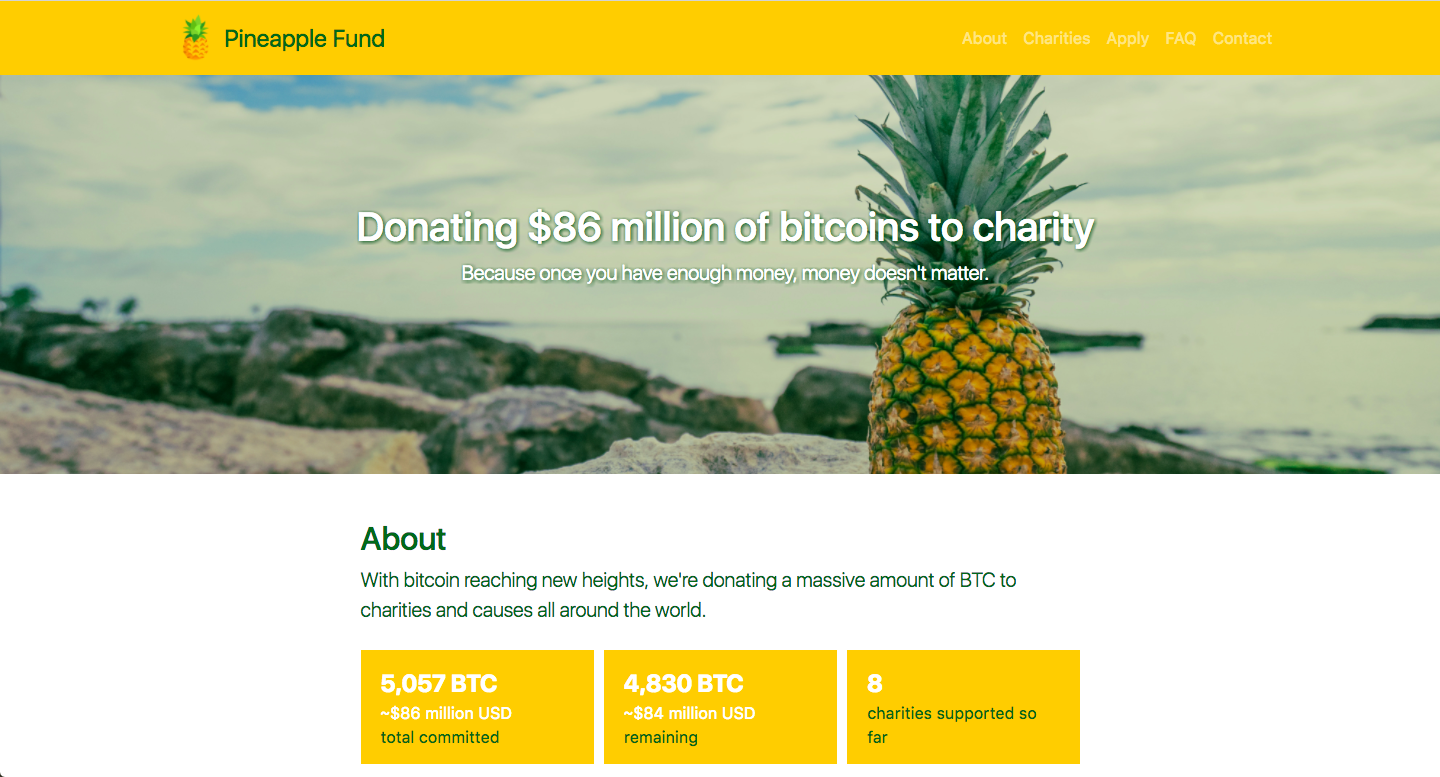 Pineapple Fund
About Charities Apply FAQ Contact
Donating $86 million of bitcoins to charity
Because once you have enough money, money doesn't matter.
About
With bitcoin reaching new heights, we're donating a massive amount of BTC to
charities and causes all around the world.
5,057 BTC
~$86 million USD
total committed
4,830 BTC
~$84 million USD
remaining
8
charities supported so
far